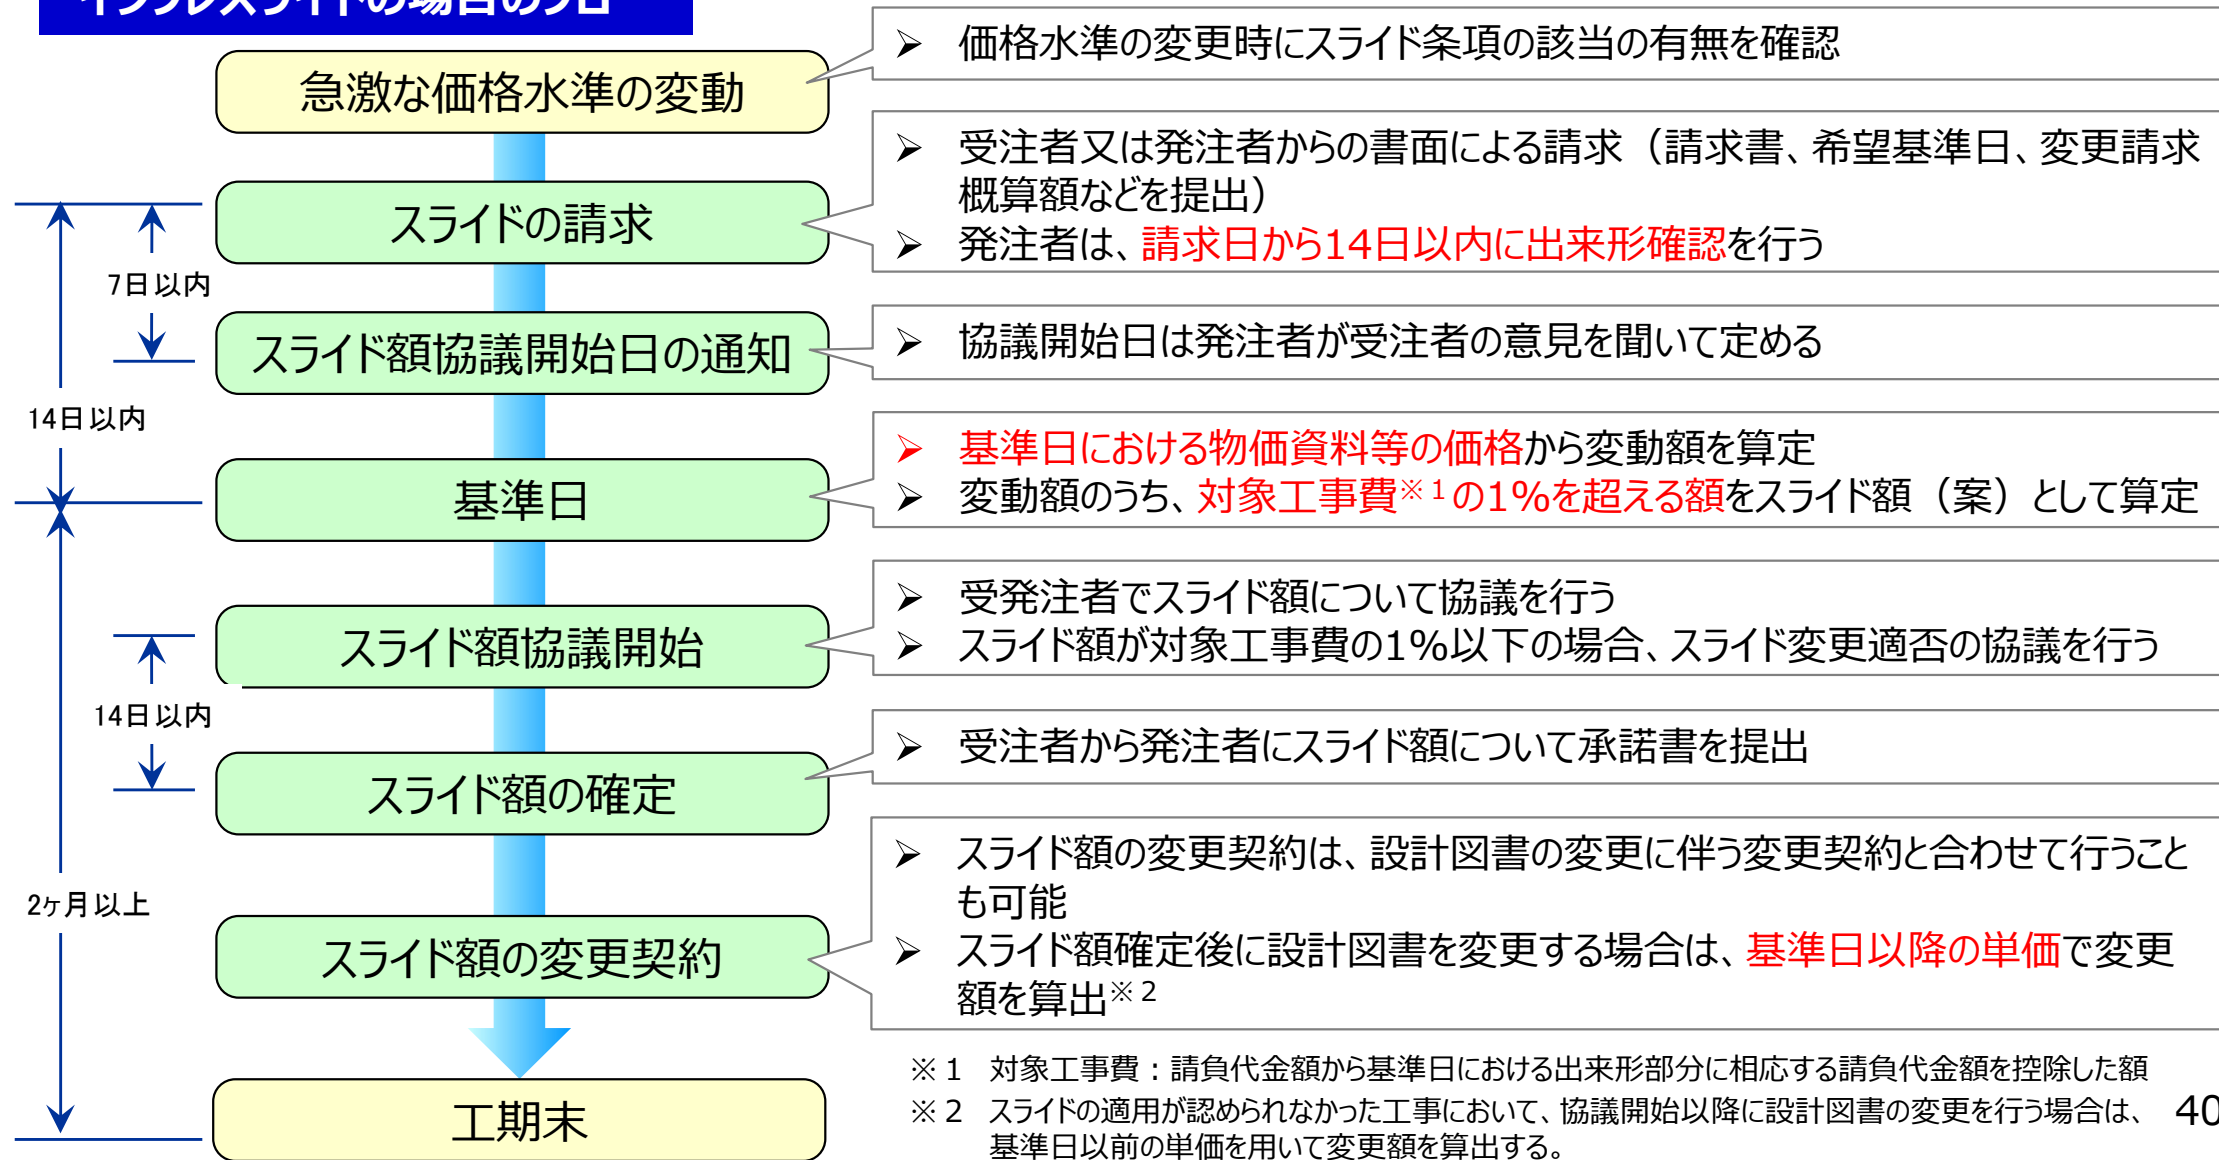 インフレスライドの場合のフロー
急激な価格水準の変動
➢ 価格水準の変更時にスライド条項の該当の有無を確認
スライドの請求
➢ 受注者又は発注者からの書面による請求（請求書、希望基準日、変更請求
概算額などを提出）
➢ 発注者は、請求日から14日以内に出来形確認を行う
7日以内
スライド額協議開始日の通知
➢ 協議開始日は発注者が受注者の意見を聞いて定める
14日以内
基準日
➢ 基準日における物価資料等の価格から変動額を算定
➢ 変動額のうち、対象工事費※１の1%を超える額をスライド額（案）として算定
スライド額協議開始
➢ 受発注者でスライド額について協議を行う
➢ スライド額が対象工事費の1%以下の場合、スライド変更適否の協議を行う
14日以内
スライド額の確定
➢ 受注者から発注者にスライド額について承諾書を提出
2ヶ月以上
スライド額の変更契約
➢ スライド額の変更契約は、設計図書の変更に伴う変更契約と合わせて行うこと
も可能
➢ スライド額確定後に設計図書を変更する場合は、基準日以降の単価で変更
額を算出※２
工期末
※１ 対象工事費：請負代金額から基準日における出来形部分に相応する請負代金額を控除した額
※２ スライドの適用が認められなかった工事において、協議開始以降に設計図書の変更を行う場合は、
基準日以前の単価を用いて変更額を算出する。
40